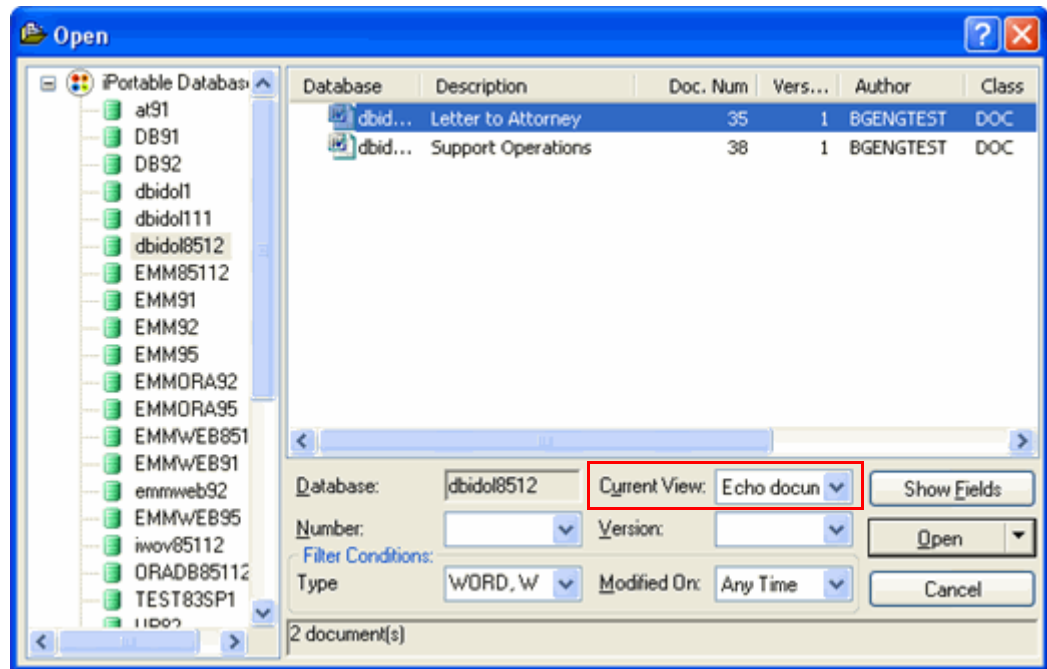 Open
iPortable Databas
at91
DB91
DB92
dbidol1
dbidol111
dbidol8512
EMM85112
EMM91
EMM92
EMM95
EMMORA92
EMMORA95
EMMWEB851
EMMWEB91
emmweb92
EMMWEB95
iwov85112
ORADB85112
TEST83SP1
Database Description Doc. Num Vers... Author Class
dbid... Letter to Attorney 35 1 BGENGTEST DOC
dbid... Support Operations 38 1 BGENGTEST DOC
Database: dbidol8512 Current View: Echo docun Show Fields
Number: Version: Open
Filter Conditions:
Type WORD, W Modified On: Any Time Cancel
2 document(s)